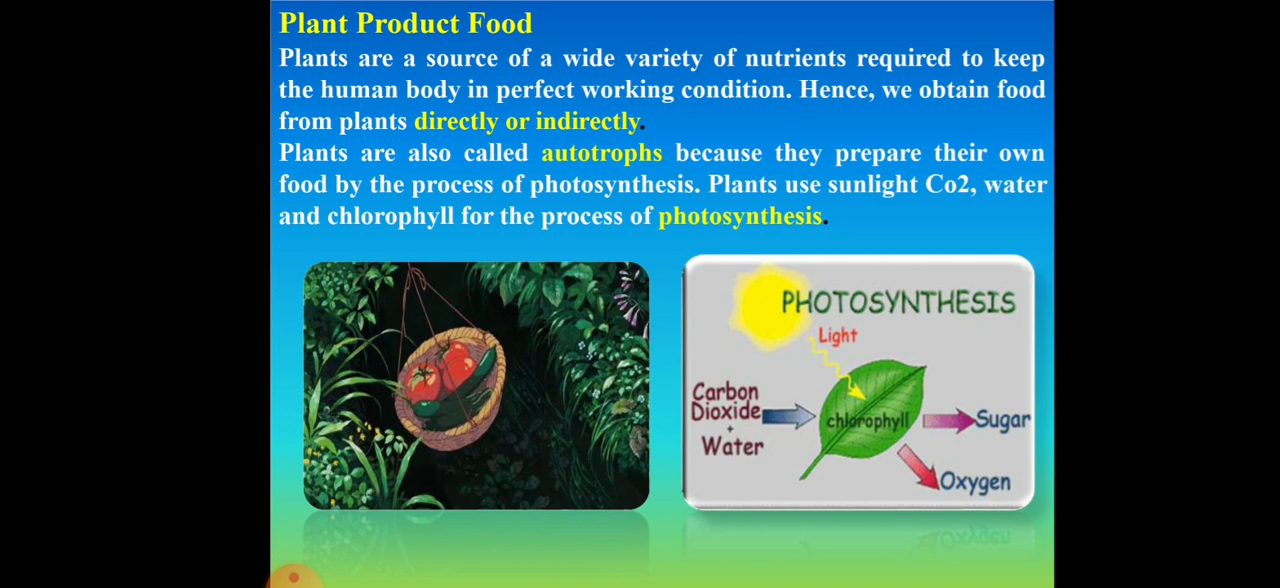 Plant Product Food
Plants are a source of a wide variety of nutrients required to keep
the human body in perfect working condition. Hence, we obtain food
from plants directly or indirectly.
Plants are also called autotrophs because they prepare their own
food by the process of photosynthesis. Plants use sunlight Co2, water
and chlorophyll for the process of photosynthesis.
PHOTOSYNTHESIS
Light
Carbon
Dioxide
+
Water
chlorophyll
Sugar
Oxygen